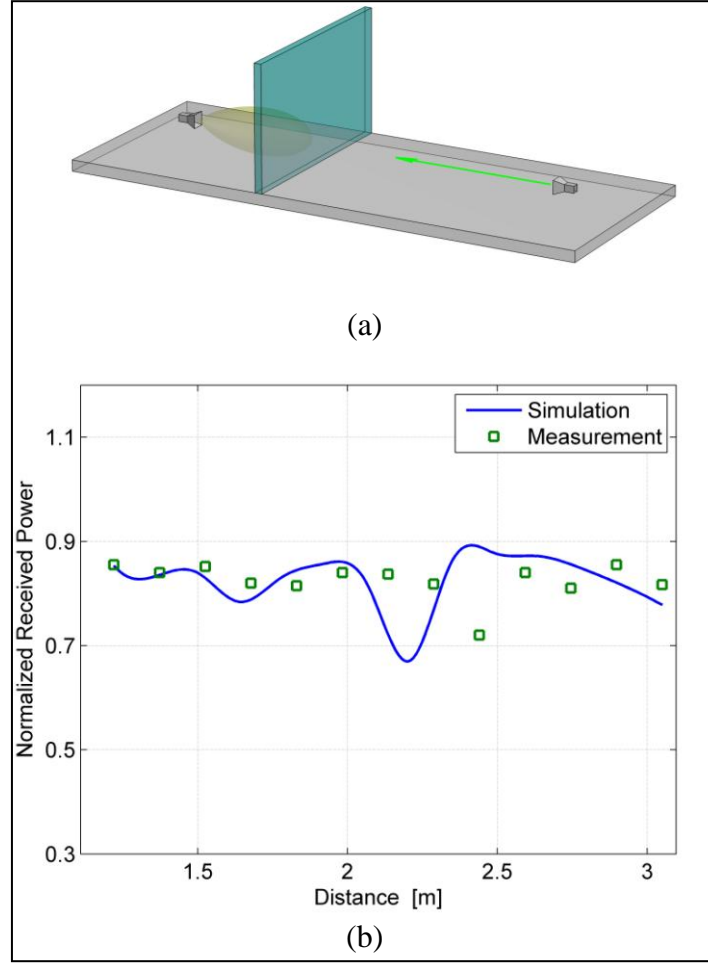 (a)
Simulation
Measurement
Normalized Received Power
1.1
0.9
0.7
0.5
0.3
1.5
2
2.5
3
Distance [m]
(b)